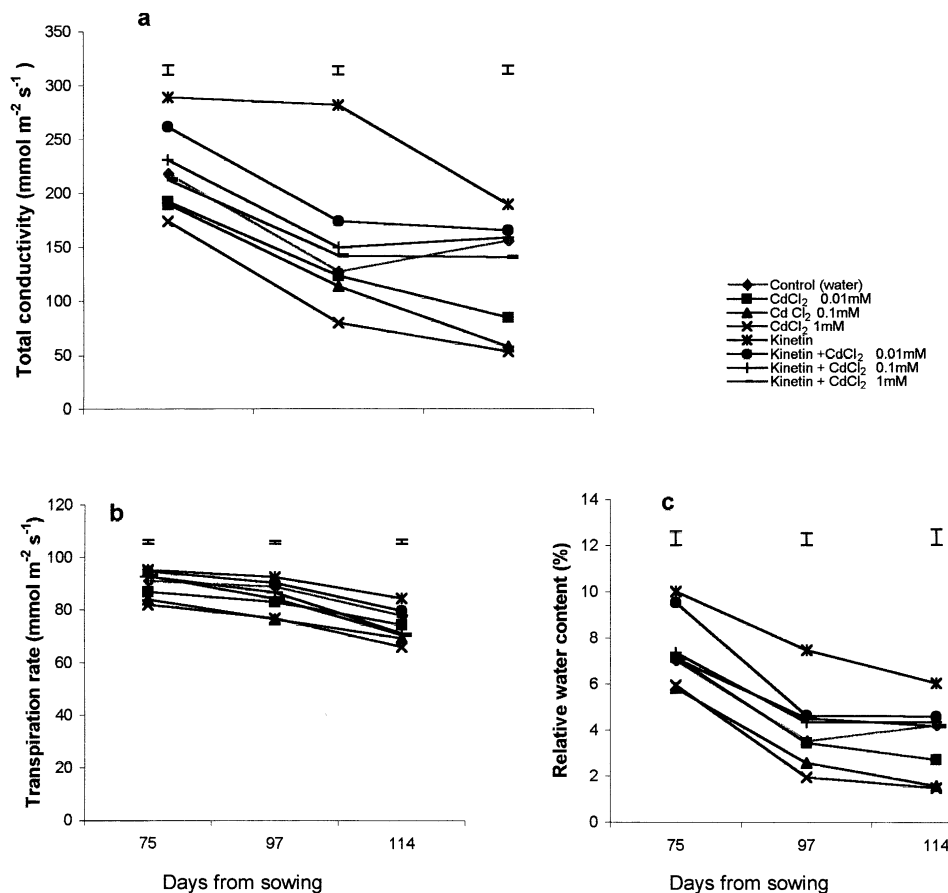 a
350
300
250
200
150
100
50
0
Total conductivity (mmol m⁻² s⁻¹)
Control (water)
CdCl₂ 0.01mM
Cd Cl₂ 0.1mM
CdCl₂ 1mM
Kinetin
Kinetin +CdCl₂ 0.01mM
Kinetin + CdCl₂ 0.1mM
Kinetin + CdCl₂ 1mM
b
120
100
80
60
40
20
0
Transpiration rate (mmol m⁻² s⁻¹)
75 97 114
Days from sowing
c
14
12
10
8
6
4
2
0
Relative water content (%)
75 97 114
Days from sowing